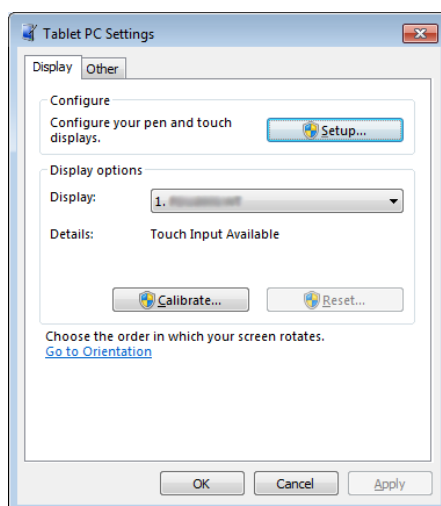 Tablet PC Settings
Display Other
Configure
Configure your pen and touch
displays.
Setup...
Display options
Display:
1.
Details: Touch Input Available
Calibrate... Reset...
Choose the order in which your screen rotates.
Go to Orientation
OK Cancel Apply